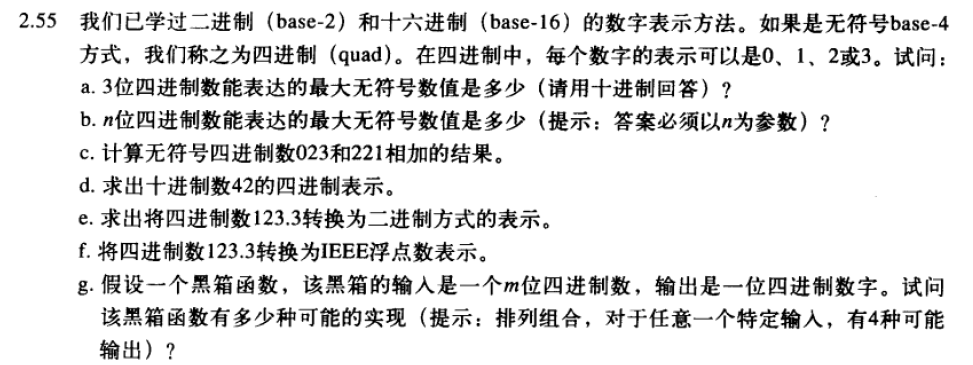 2.55 我们已学过二进制（base-2）和十六进制（base-16）的数字表示方法。如果是无符号base-4
方式，我们称之为四进制（quad）。在四进制中，每个数字的表示可以是0、1、2或3。试问：
a. 3位四进制数能表达的最大无符号数值是多少（请用十进制回答）？
b. n位四进制数能表达的最大无符号数值是多少（提示：答案必须以n为参数）？
c. 计算无符号四进制数023和221相加的结果。
d. 求出十进制数42的四进制表示。
e. 求出将四进制数123.3转换为二进制方式的表示。
f. 将四进制数123.3转换为IEEE浮点数表示。
g. 假设一个黑箱函数，该黑箱的输入是一个m位四进制数，输出是一位四进制数字。试问
该黑箱函数有多少种可能的实现（提示：排列组合，对于任意一个特定输入，有4种可能
输出）？